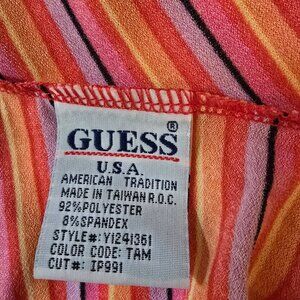 GUESS®
U.S.A.
AMERICAN TRADITION
MADE IN TAIWAN R.O.C.
92%POLYESTER
8%SPANDEX
STYLE#:YI241361
COLOR CODE: TAM
CUT#: IP991